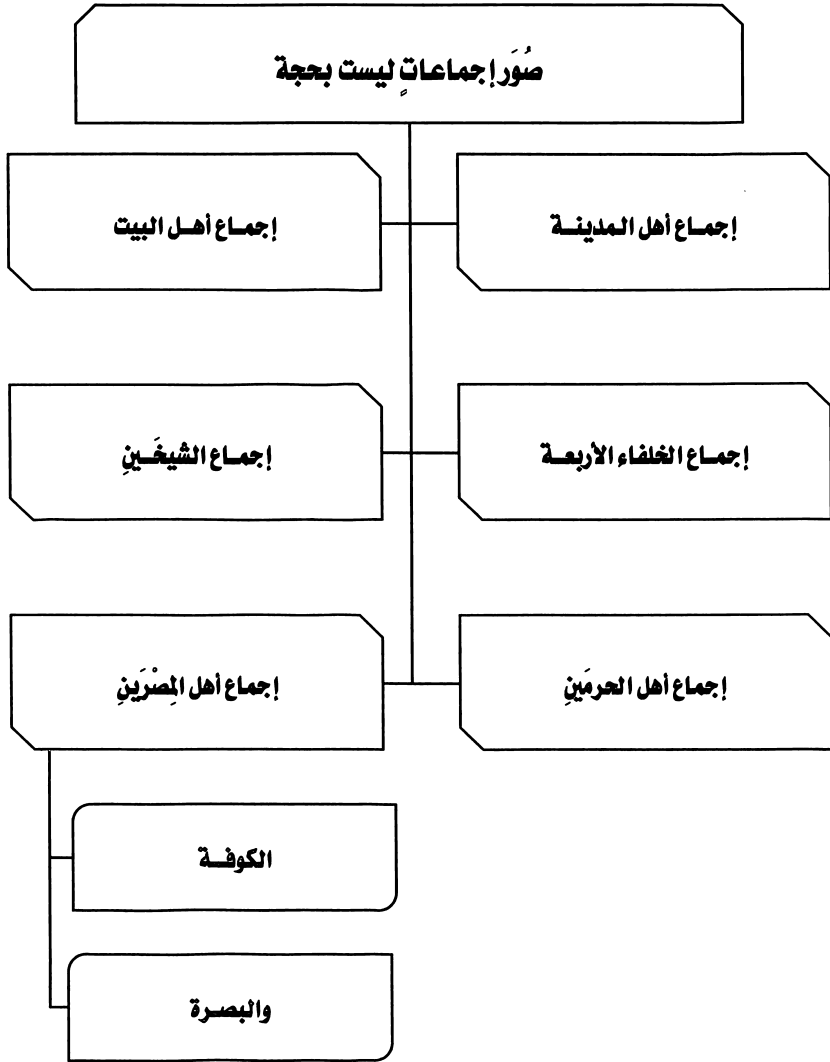 صُوَر إجماعاتٍ ليست بحجة
إجماع أهل المدينة
إجماع أهل البيت
إجماع الخلفاء الأربعة
إجماع الشيخَينِ
إجماع أهل الحرمَينِ
إجماع أهل المِصْرَينِ
الكوفة
والبصرة